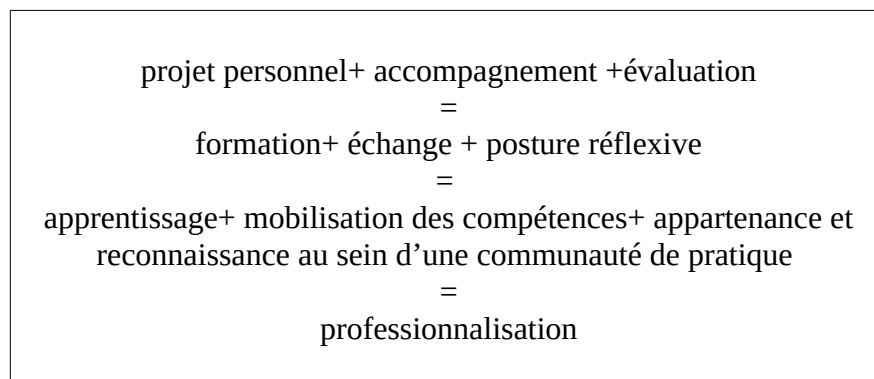 projet personnel+ accompagnement +évaluation
=
formation+ échange + posture réflexive
=
apprentissage+ mobilisation des compétences+ appartenance et
reconnaissance au sein d’une communauté de pratique
=
professionnalisation